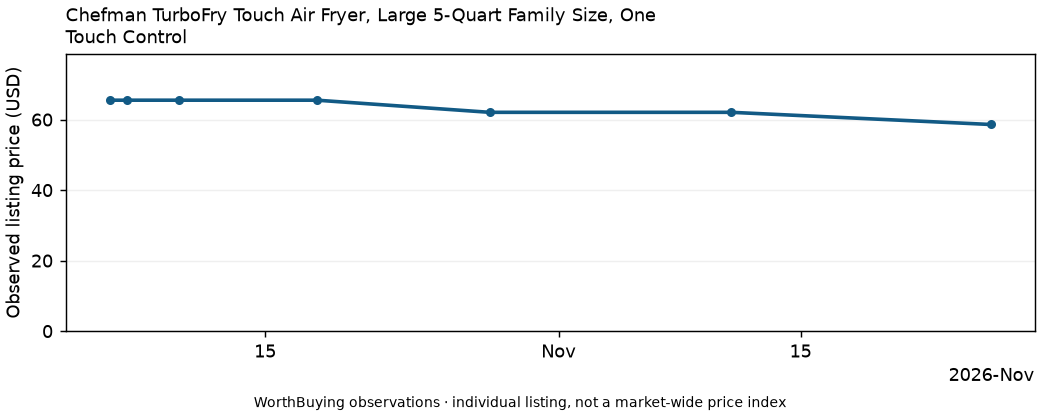 Chefman TurboFry Touch Air Fryer, Large 5-Quart Family Size, One
Touch Control
Observed listing price (USD)
60
40
20
0
15
Nov
15
2026-Nov
WorthBuying observations · individual listing, not a market-wide price index